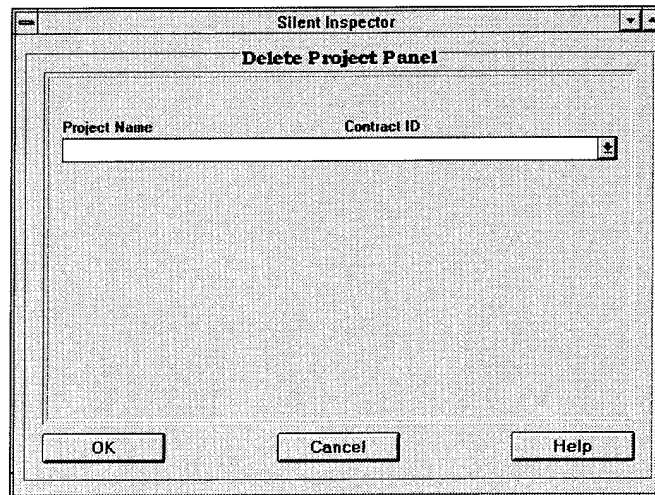 Silent Inspector
Delete Project Panel
Project Name Contract ID
OK Cancel Help